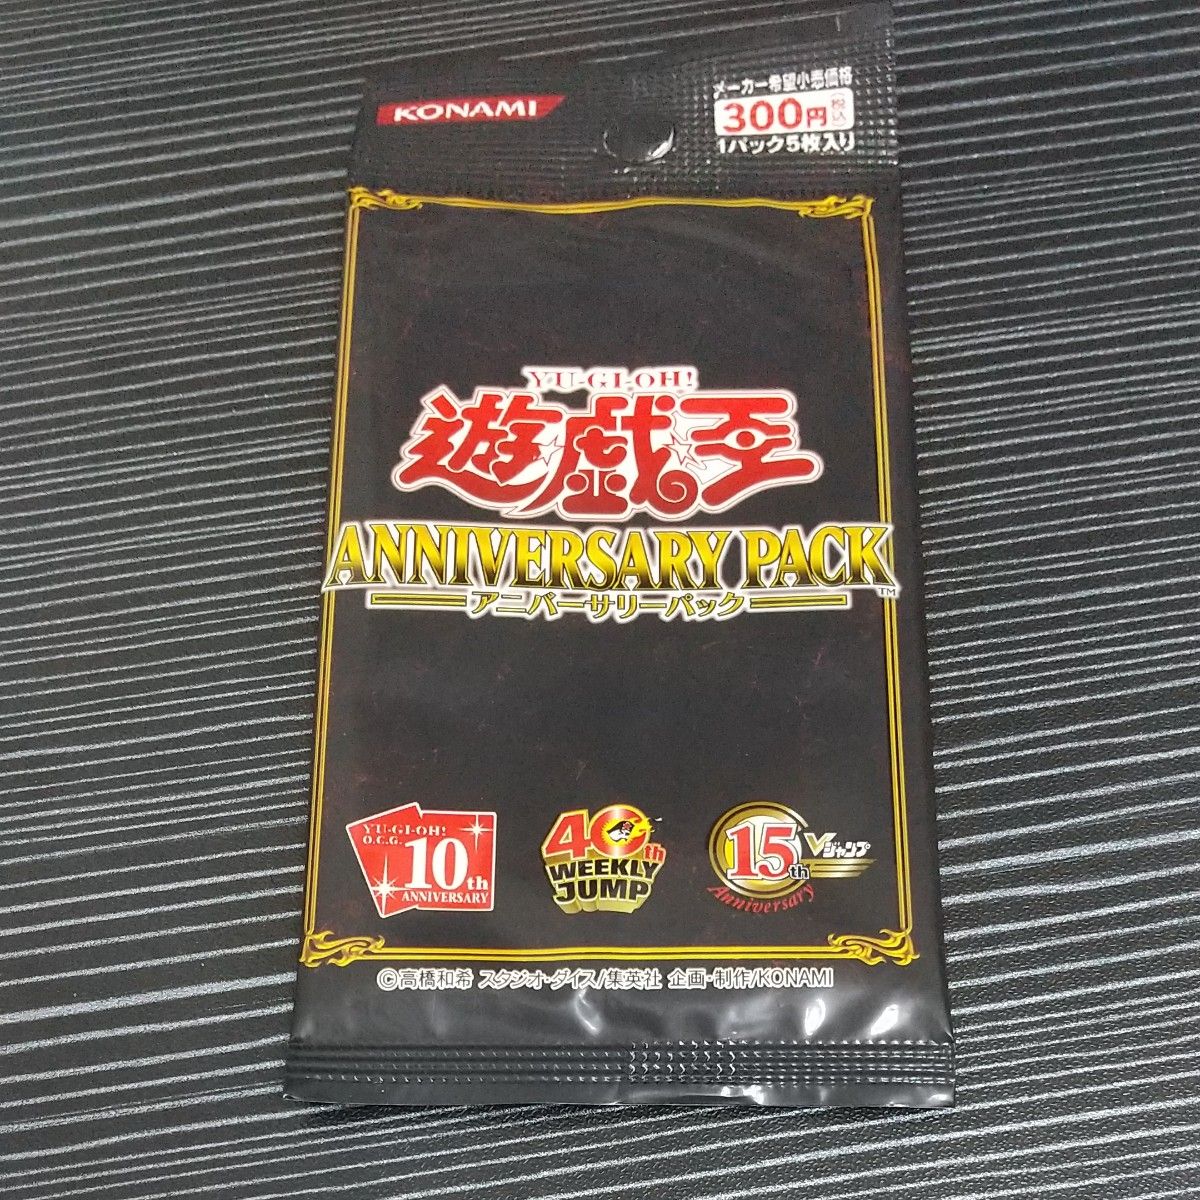 KONAMI
メーカー希望小売価格
300円(税込)
1パック5枚入り
YU-GI-OH!
遊☆戯☆王
ANNIVERSARY PACK™
アニバーサリーパック
YU-GI-OH!
O.C.G.
10th
ANNIVERSARY
40th
WEEKLY
JUMP
15th
Anniversary
Vジャンプ
©高橋和希 スタジオ・ダイス/集英社 企画・制作/KONAMI